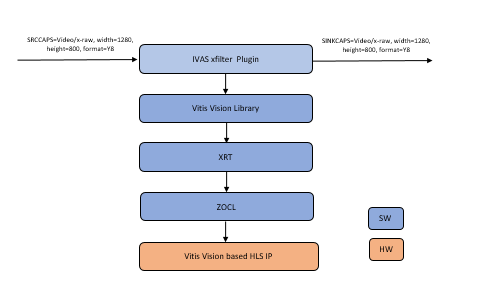 SRCCAPS=Video/x-raw, width=1280,
height=800, format=Y8
SINKCAPS=Video/x-raw, width=1280,
height=800, format=Y8
IVAS xfilter Plugin
Vitis Vision Library
XRT
ZOCL
SW
HW
Vitis Vision based HLS IP